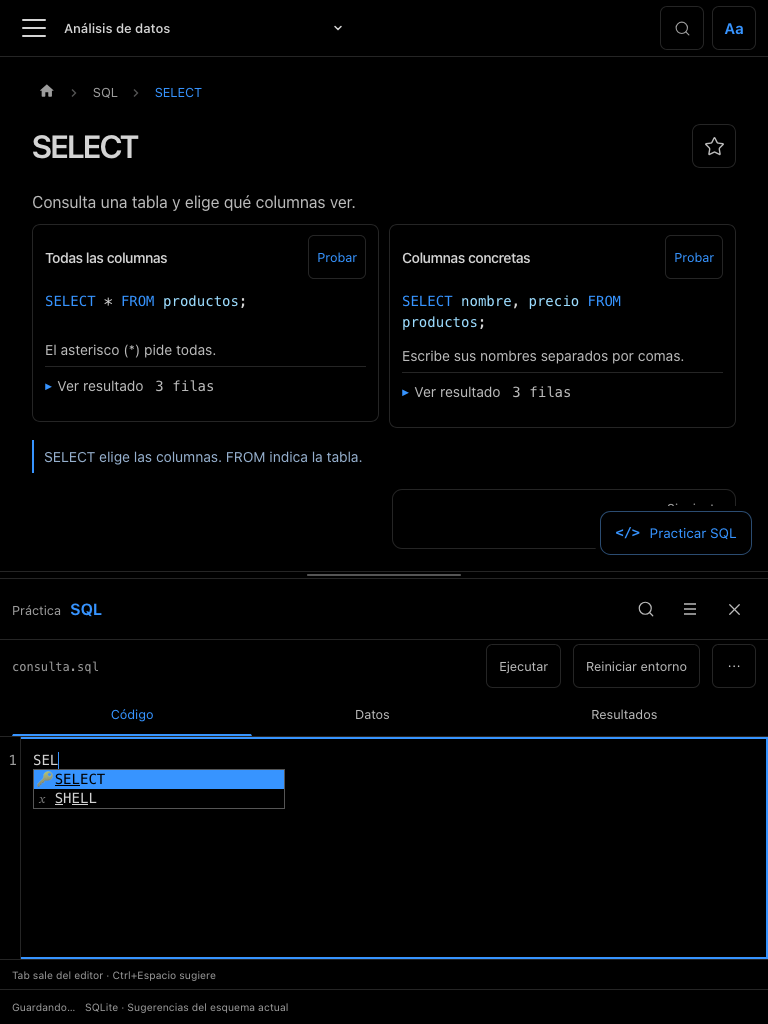 Análisis de datos
Aa
SQL
SELECT
SELECT
Consulta una tabla y elige qué columnas ver.
Todas las columnas
Probar
SELECT * FROM productos;
El asterisco (*) pide todas.
Ver resultado 3 filas
Columnas concretas
Probar
SELECT nombre, precio FROM
productos;
Escribe sus nombres separados por comas.
Ver resultado 3 filas
SELECT elige las columnas. FROM indica la tabla.
</> Practicar SQL
Práctica SQL
consulta.sql
Ejecutar
Reiniciar entorno
...
Código
Datos
Resultados
1 SEL
SELECT
x SHELL
Tab sale del editor · Ctrl+Espacio sugiere
Guardando... SQLite · Sugerencias del esquema actual